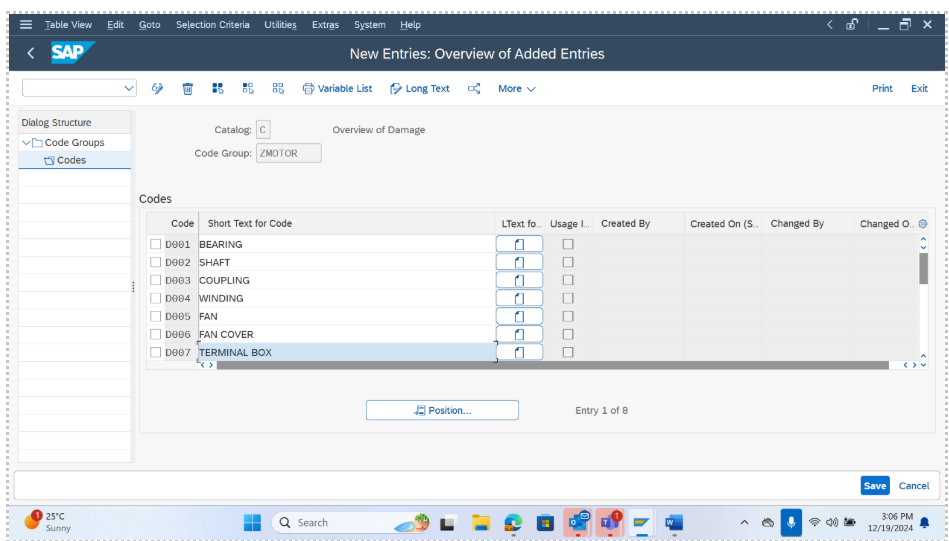 Table View Edit Goto Selection Criteria Utilities Extras System Help
SAP New Entries: Overview of Added Entries
Variable List Long Text More Print Exit
Dialog Structure
Code Groups
Codes
Catalog: C Overview of Damage
Code Group: ZMOTOR
Codes
Code Short Text for Code LText fo... Usage I... Created By Created On (S... Changed By Changed O...
D001 BEARING
D002 SHAFT
D003 COUPLING
D004 WINDING
D005 FAN
D006 FAN COVER
D007 TERMINAL BOX
Position... Entry 1 of 8
Save Cancel
1 25°C
Sunny
Search
1
3:06 PM
12/19/2024